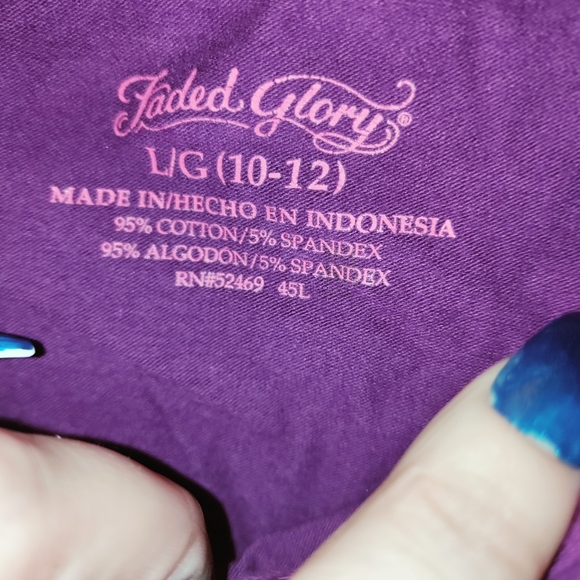 Faded Glory®
L/G (10-12)
MADE IN/HECHO EN INDONESIA
95% COTTON/5% SPANDEX
95% ALGODON/5% SPANDEX
RN#52469 45L